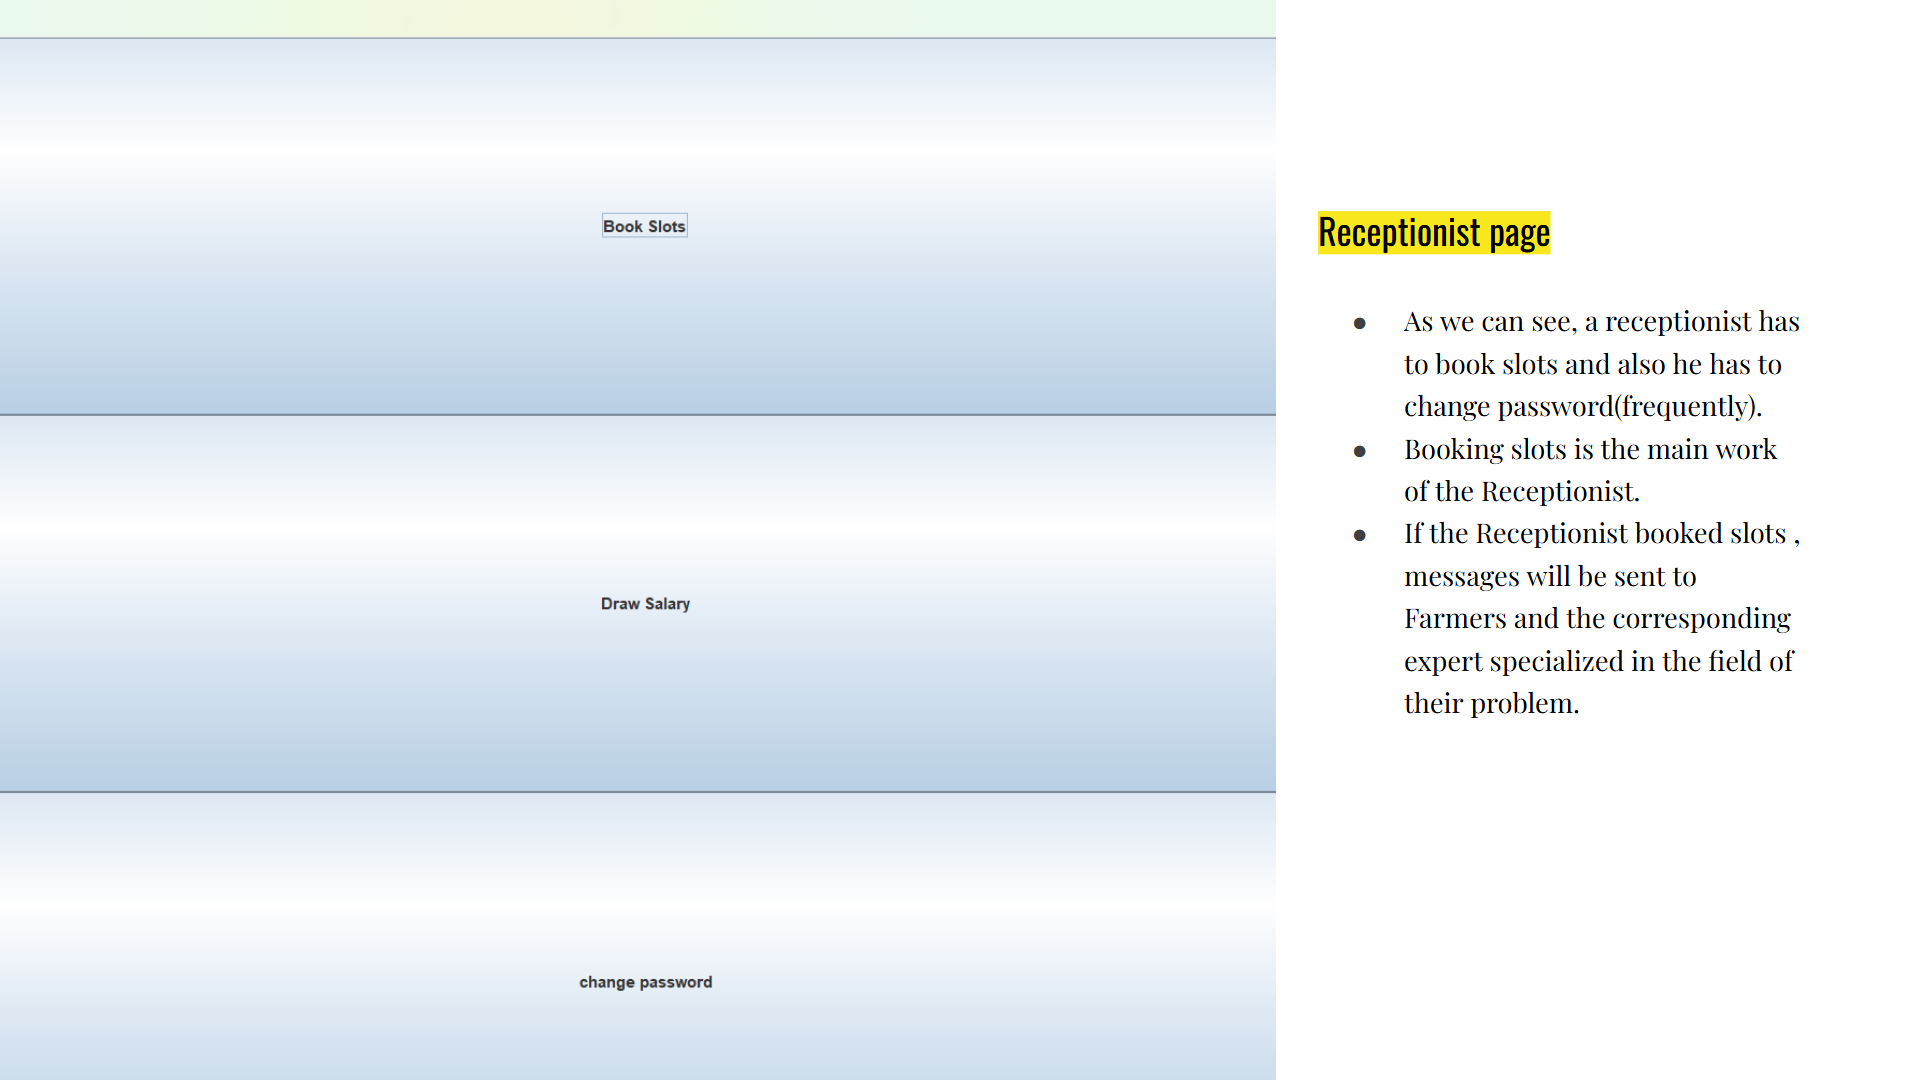 Book Slots
Draw Salary
change password
Receptionist page
● As we can see, a receptionist has
to book slots and also he has to
change password(frequently).
● Booking slots is the main work
of the Receptionist.
● If the Receptionist booked slots ,
messages will be sent to
Farmers and the corresponding
expert specialized in the field of
their problem.